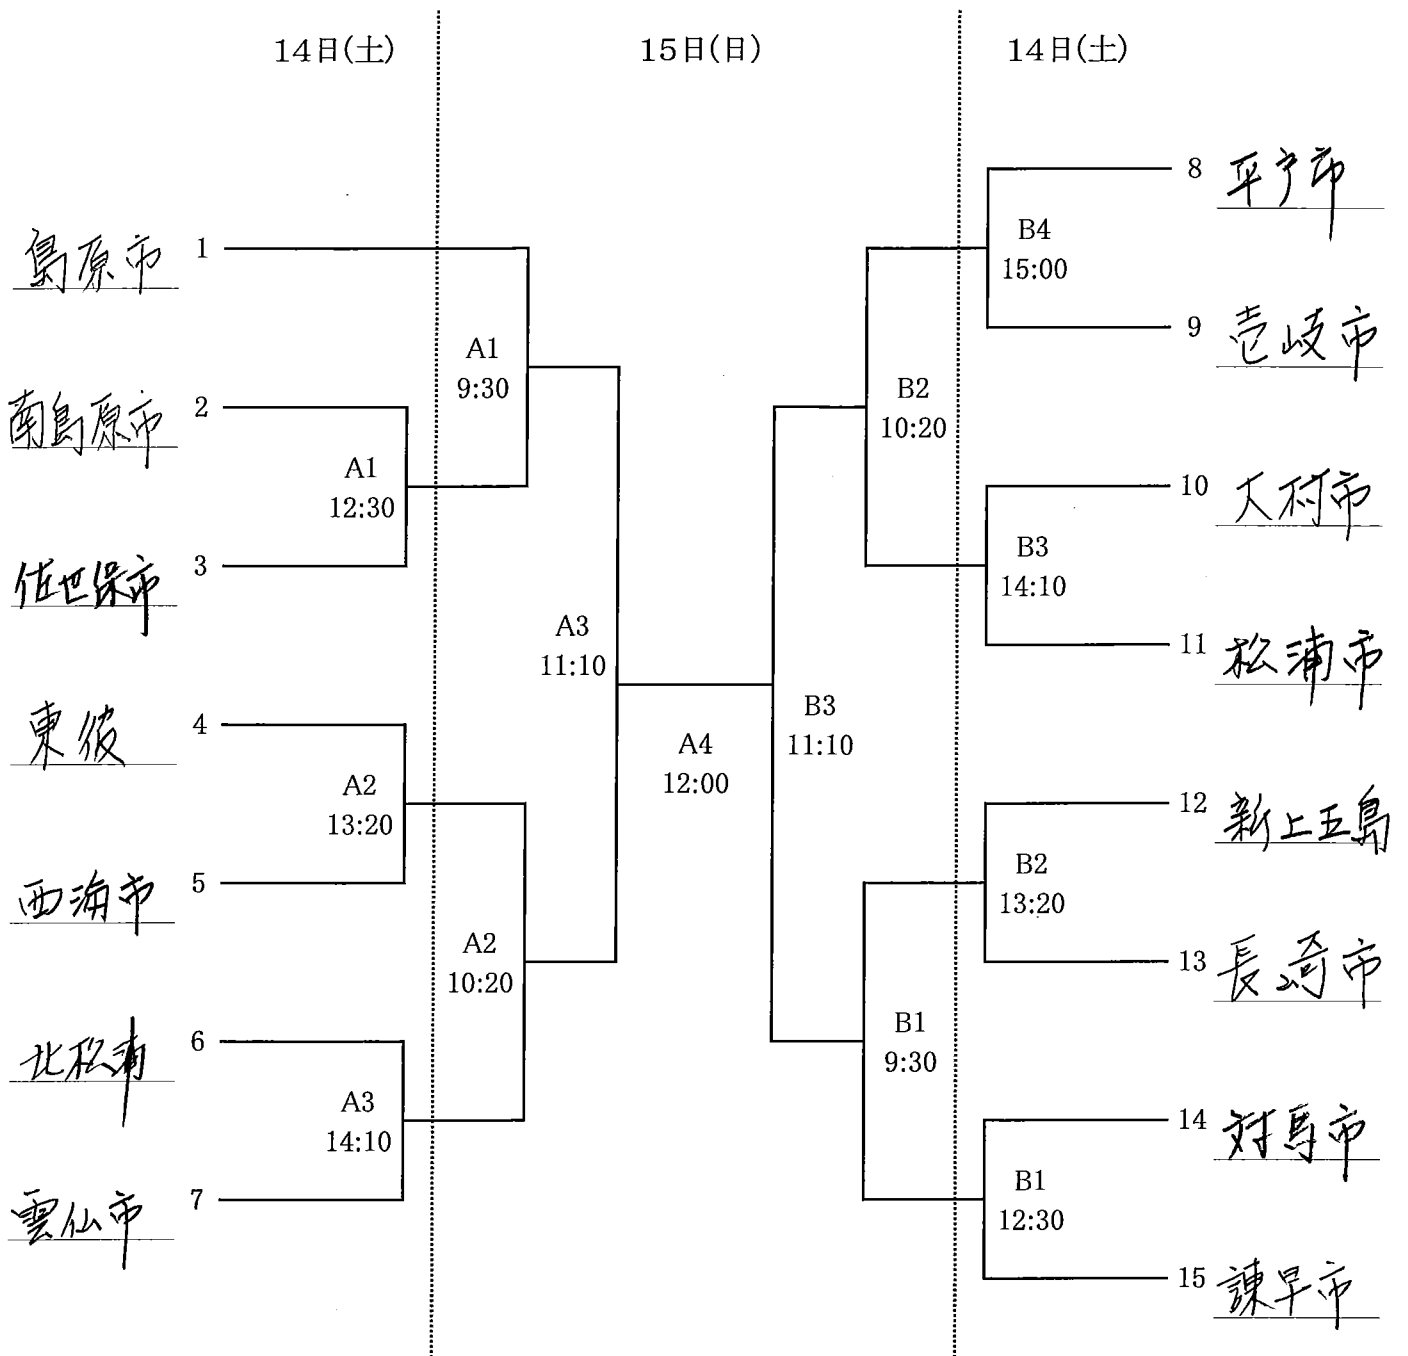 14日(土)
15日(日)
14日(土)
島原市 1
南島原市 2
佐世保市 3
東彼 4
西海市 5
北松浦 6
雲仙市 7
A1
12:30
A2
13:20
A3
14:10
A1
9:30
A2
10:20
A3
11:10
A4
12:00
B3
11:10
B2
10:20
B1
9:30
B4
15:00
B3
14:10
B2
13:20
B1
12:30
8 平戸市
9 壱岐市
10 大村市
11 松浦市
12 新上五島
13 長崎市
14 対馬市
15 諫早市